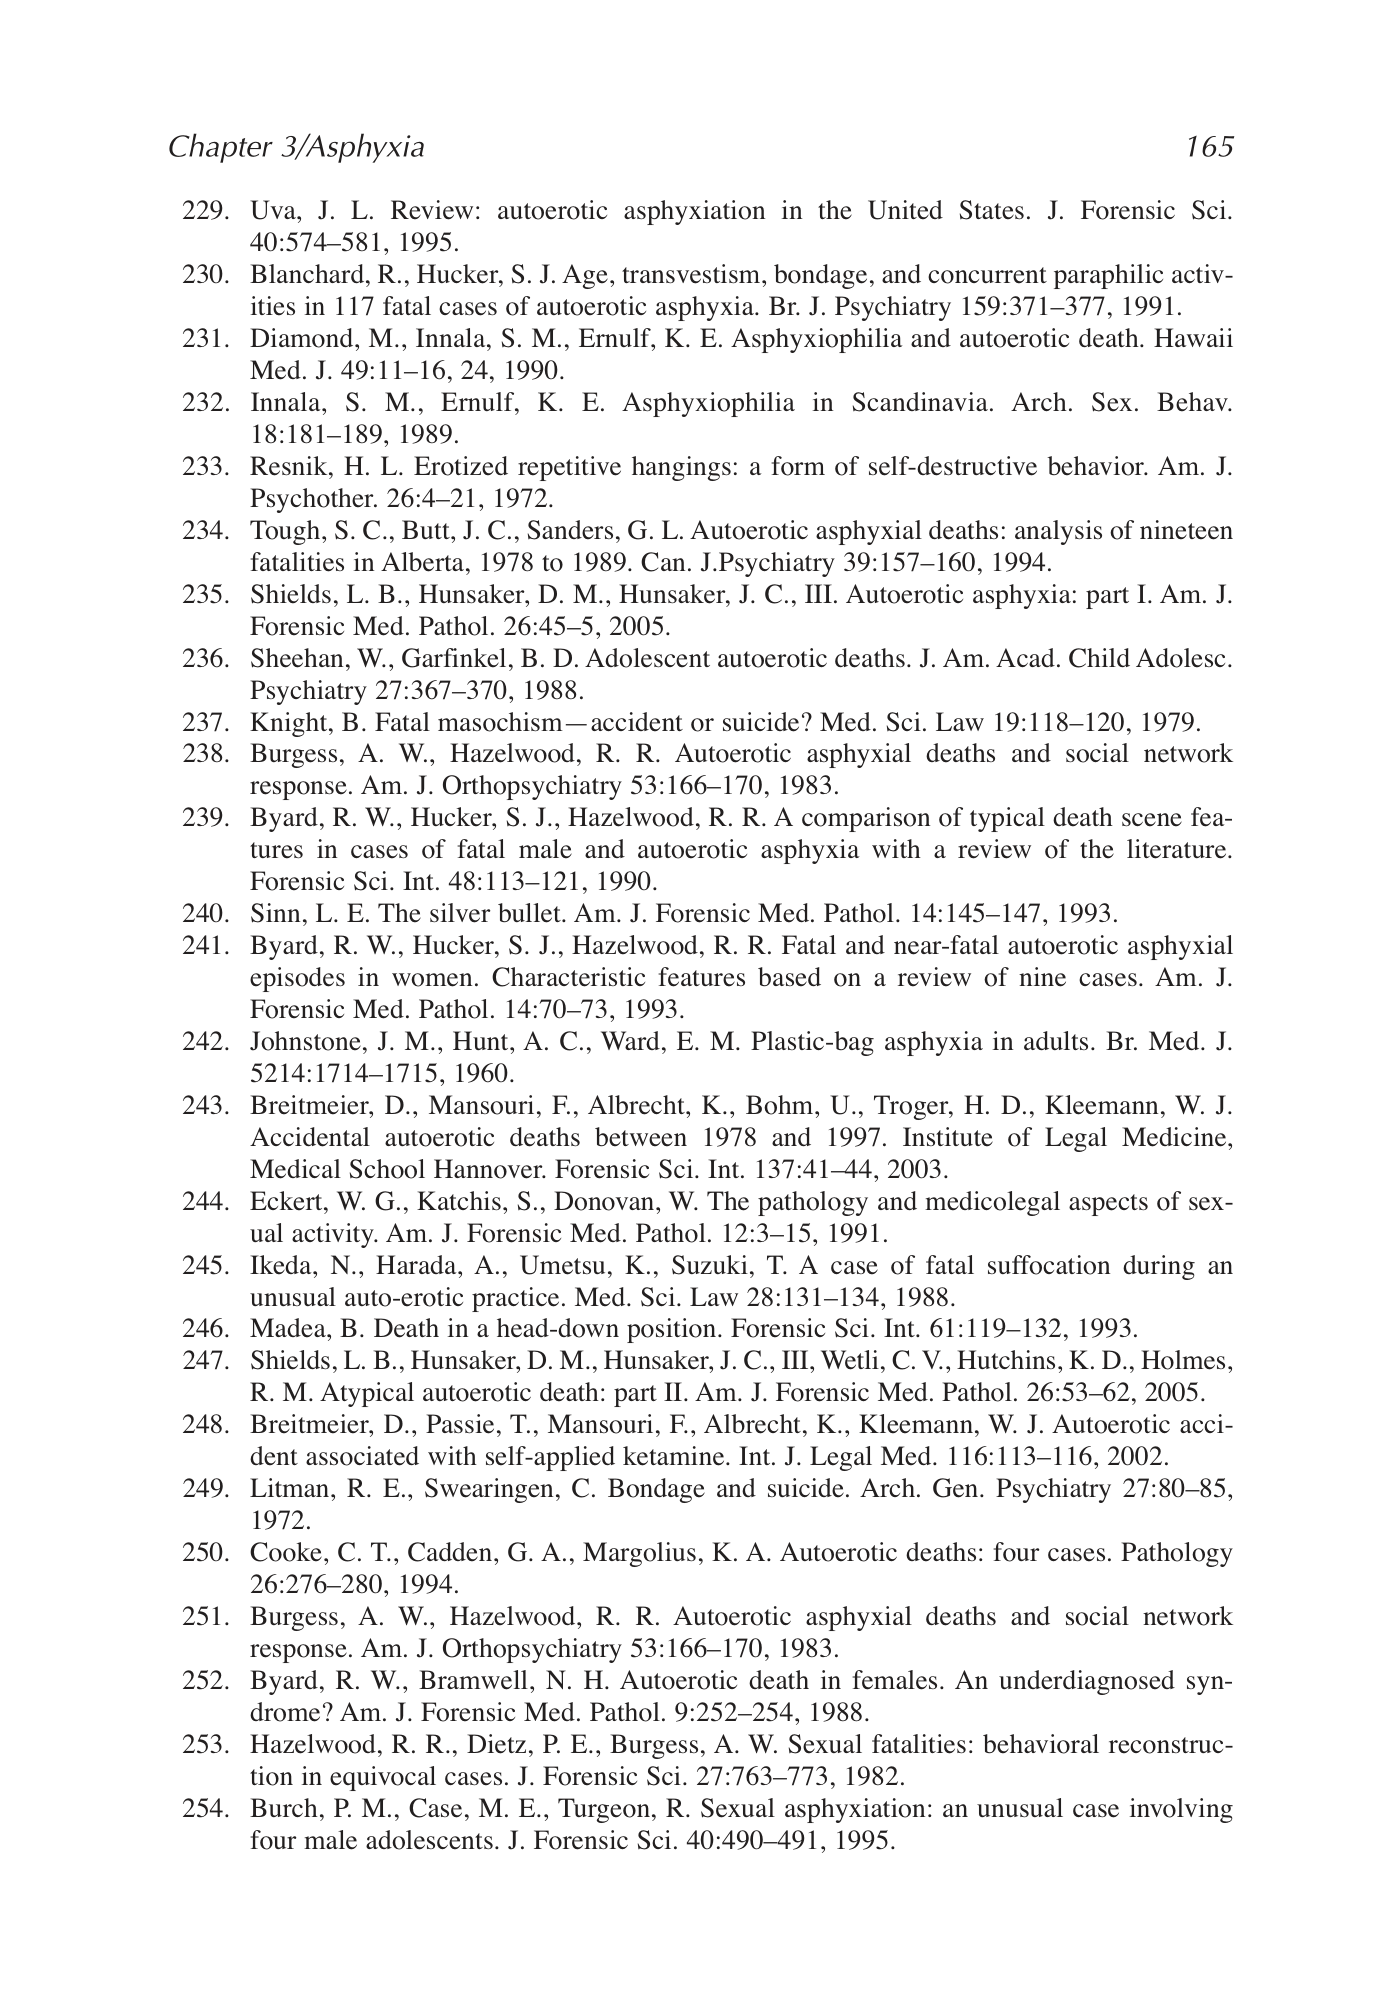 Chapter 3/Asphyxia 165
229. Uva, J. L. Review: autoerotic asphyxiation in the United States. J. Forensic Sci.
40:574–581, 1995.
230. Blanchard, R., Hucker, S. J. Age, transvestism, bondage, and concurrent paraphilic activ-
ities in 117 fatal cases of autoerotic asphyxia. Br. J. Psychiatry 159:371–377, 1991.
231. Diamond, M., Innala, S. M., Ernulf, K. E. Asphyxiophilia and autoerotic death. Hawaii
Med. J. 49:11–16, 24, 1990.
232. Innala, S. M., Ernulf, K. E. Asphyxiophilia in Scandinavia. Arch. Sex. Behav.
18:181–189, 1989.
233. Resnik, H. L. Erotized repetitive hangings: a form of self-destructive behavior. Am. J.
Psychother. 26:4–21, 1972.
234. Tough, S. C., Butt, J. C., Sanders, G. L. Autoerotic asphyxial deaths: analysis of nineteen
fatalities in Alberta, 1978 to 1989. Can. J.Psychiatry 39:157–160, 1994.
235. Shields, L. B., Hunsaker, D. M., Hunsaker, J. C., III. Autoerotic asphyxia: part I. Am. J.
Forensic Med. Pathol. 26:45–5, 2005.
236. Sheehan, W., Garfinkel, B. D. Adolescent autoerotic deaths. J. Am. Acad. Child Adolesc.
Psychiatry 27:367–370, 1988.
237. Knight, B. Fatal masochism—accident or suicide? Med. Sci. Law 19:118–120, 1979.
238. Burgess, A. W., Hazelwood, R. R. Autoerotic asphyxial deaths and social network
response. Am. J. Orthopsychiatry 53:166–170, 1983.
239. Byard, R. W., Hucker, S. J., Hazelwood, R. R. A comparison of typical death scene fea-
tures in cases of fatal male and autoerotic asphyxia with a review of the literature.
Forensic Sci. Int. 48:113–121, 1990.
240. Sinn, L. E. The silver bullet. Am. J. Forensic Med. Pathol. 14:145–147, 1993.
241. Byard, R. W., Hucker, S. J., Hazelwood, R. R. Fatal and near-fatal autoerotic asphyxial
episodes in women. Characteristic features based on a review of nine cases. Am. J.
Forensic Med. Pathol. 14:70–73, 1993.
242. Johnstone, J. M., Hunt, A. C., Ward, E. M. Plastic-bag asphyxia in adults. Br. Med. J.
5214:1714–1715, 1960.
243. Breitmeier, D., Mansouri, F., Albrecht, K., Bohm, U., Troger, H. D., Kleemann, W. J.
Accidental autoerotic deaths between 1978 and 1997. Institute of Legal Medicine,
Medical School Hannover. Forensic Sci. Int. 137:41–44, 2003.
244. Eckert, W. G., Katchis, S., Donovan, W. The pathology and medicolegal aspects of sex-
ual activity. Am. J. Forensic Med. Pathol. 12:3–15, 1991.
245. Ikeda, N., Harada, A., Umetsu, K., Suzuki, T. A case of fatal suffocation during an
unusual auto-erotic practice. Med. Sci. Law 28:131–134, 1988.
246. Madea, B. Death in a head-down position. Forensic Sci. Int. 61:119–132, 1993.
247. Shields, L. B., Hunsaker, D. M., Hunsaker, J. C., III, Wetli, C. V., Hutchins, K. D., Holmes,
R. M. Atypical autoerotic death: part II. Am. J. Forensic Med. Pathol. 26:53–62, 2005.
248. Breitmeier, D., Passie, T., Mansouri, F., Albrecht, K., Kleemann, W. J. Autoerotic acci-
dent associated with self-applied ketamine. Int. J. Legal Med. 116:113–116, 2002.
249. Litman, R. E., Swearingen, C. Bondage and suicide. Arch. Gen. Psychiatry 27:80–85,
1972.
250. Cooke, C. T., Cadden, G. A., Margolius, K. A. Autoerotic deaths: four cases. Pathology
26:276–280, 1994.
251. Burgess, A. W., Hazelwood, R. R. Autoerotic asphyxial deaths and social network
response. Am. J. Orthopsychiatry 53:166–170, 1983.
252. Byard, R. W., Bramwell, N. H. Autoerotic death in females. An underdiagnosed syn-
drome? Am. J. Forensic Med. Pathol. 9:252–254, 1988.
253. Hazelwood, R. R., Dietz, P. E., Burgess, A. W. Sexual fatalities: behavioral reconstruc-
tion in equivocal cases. J. Forensic Sci. 27:763–773, 1982.
254. Burch, P. M., Case, M. E., Turgeon, R. Sexual asphyxiation: an unusual case involving
four male adolescents. J. Forensic Sci. 40:490–491, 1995.